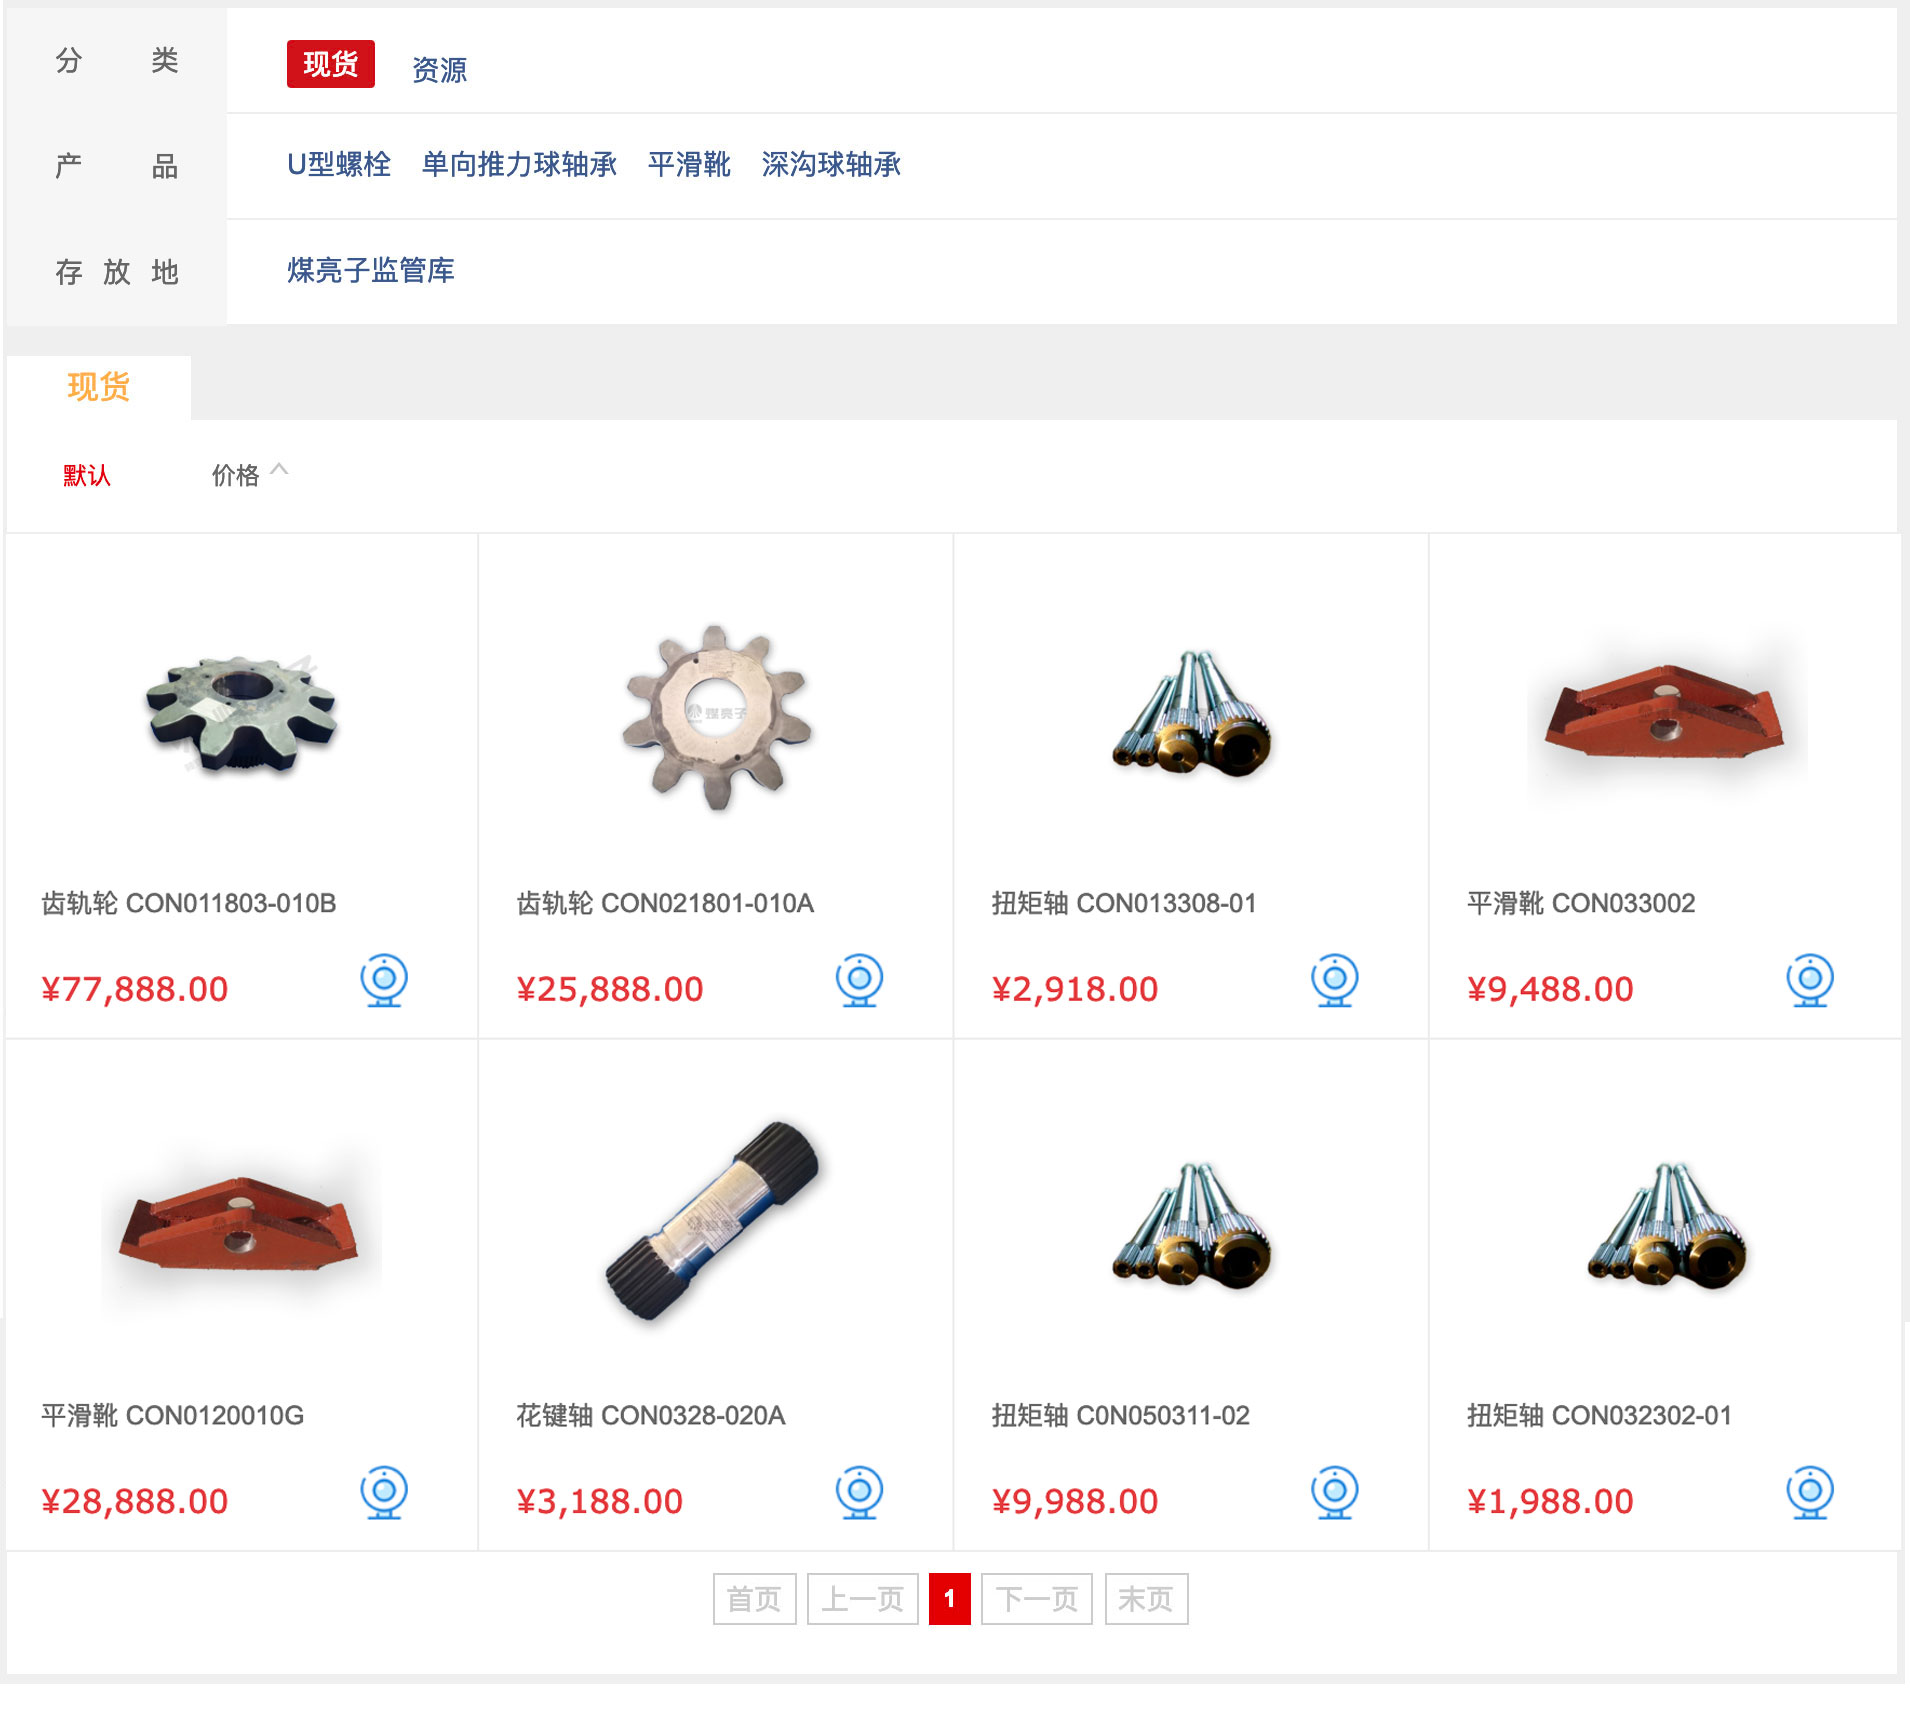 分 类 现货 资源
产 品 U型螺栓 单向推力球轴承 平滑靴 深沟球轴承
存 放 地 煤亮子监管库
现货
默认 价格
煤亮子
齿轨轮 CON011803-010B
¥77,888.00
齿轨轮 CON021801-010A
¥25,888.00
扭矩轴 CON013308-01
¥2,918.00
平滑靴 CON033002
¥9,488.00
平滑靴 CON0120010G
¥28,888.00
花键轴 CON0328-020A
¥3,188.00
扭矩轴 C0N050311-02
¥9,988.00
扭矩轴 CON032302-01
¥1,988.00
首页 上一页 1 下一页 末页